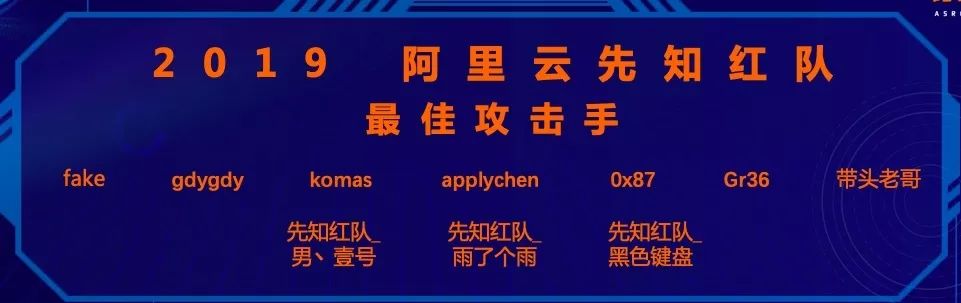 ASR
2019 阿里云先知红队
最佳攻击手
fake gdygdy komas applychen 0x87 Gr36 带头老哥
先知红队_ 先知红队_ 先知红队_
男丶壹号 雨了个雨 黑色键盘